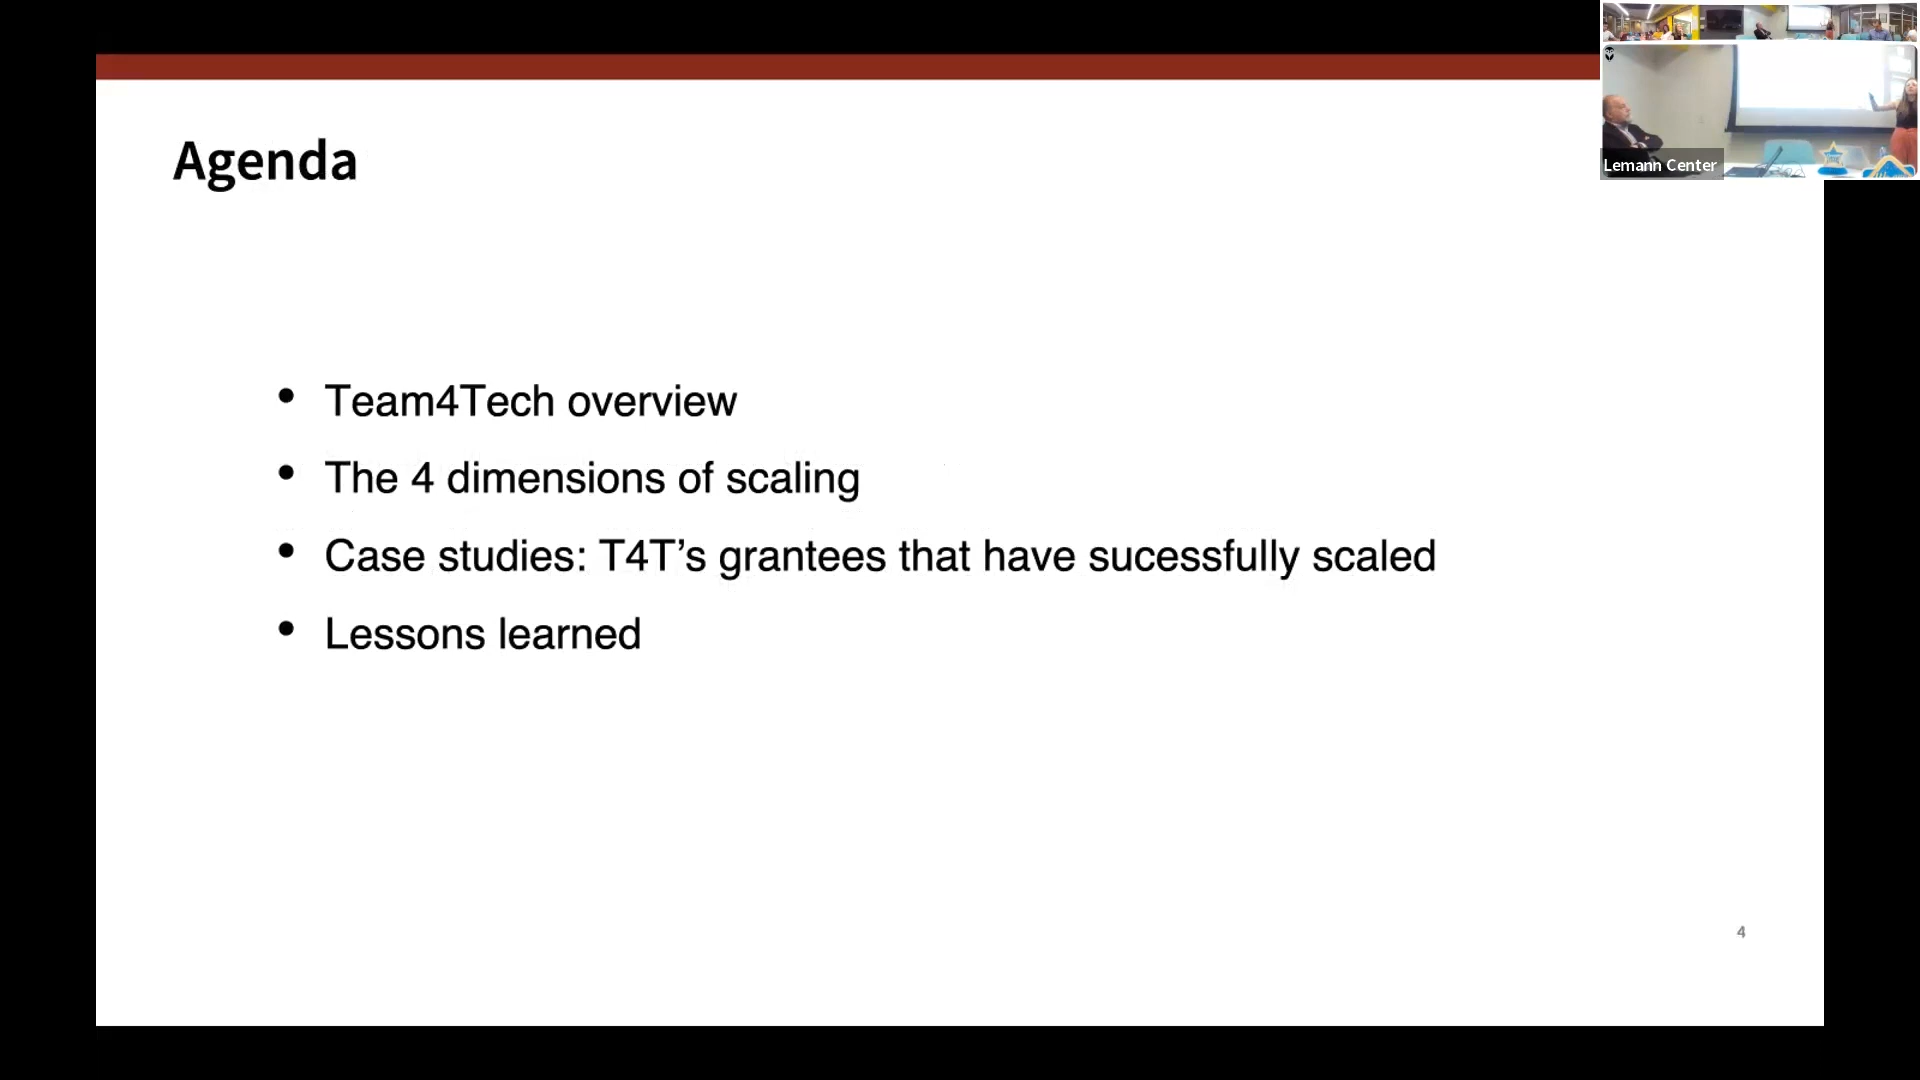 Agenda
• Team4Tech overview
• The 4 dimensions of scaling
• Case studies: T4T’s grantees that have sucessfully scaled
• Lessons learned
4
Lemann Center